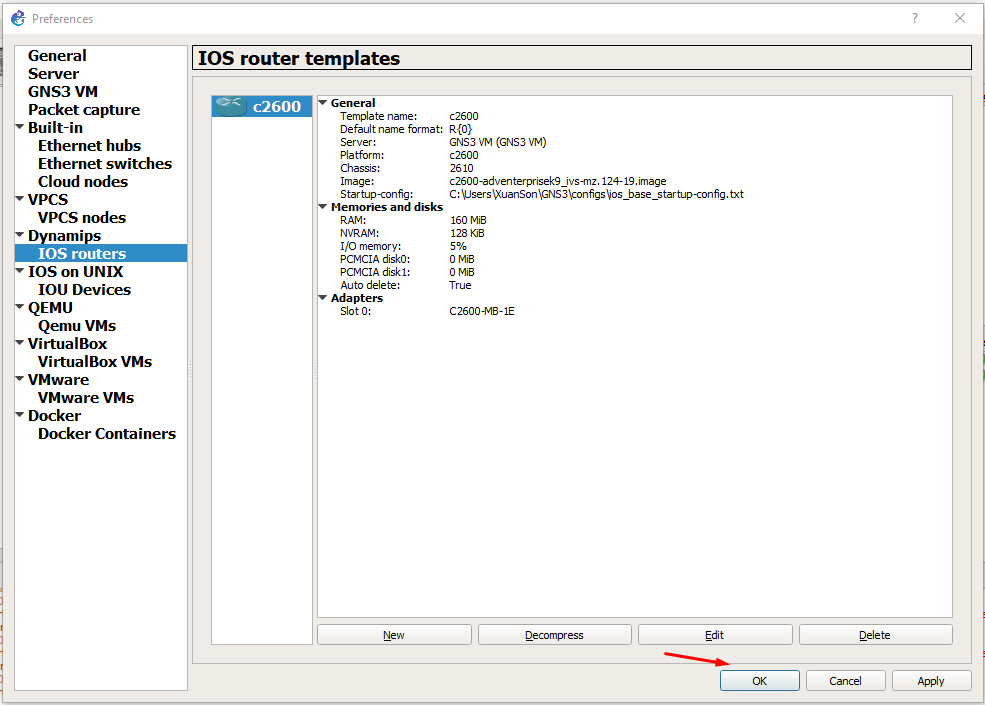 Preferences
?
General
Server
GNS3 VM
Packet capture
Built-in
Ethernet hubs
Ethernet switches
Cloud nodes
VPCS
VPCS nodes
Dynamips
IOS routers
IOS on UNIX
IOU Devices
QEMU
Qemu VMs
VirtualBox
VirtualBox VMs
VMware
VMware VMs
Docker
Docker Containers
IOS router templates
c2600
General
Template name: c2600
Default name format: R{0}
Server: GNS3 VM (GNS3 VM)
Platform: c2600
Chassis: 2610
Image: c2600-adventerprisek9_ivs-mz.124-19.image
Startup-config: C:\Users\XuanSon\GNS3\configs\ios_base_startup-config.txt
Memories and disks
RAM: 160 MiB
NVRAM: 128 KiB
I/O memory: 5%
PCMCIA disk0: 0 MiB
PCMCIA disk1: 0 MiB
Auto delete: True
Adapters
Slot 0: C2600-MB-1E
New Decompress Edit Delete
OK Cancel Apply